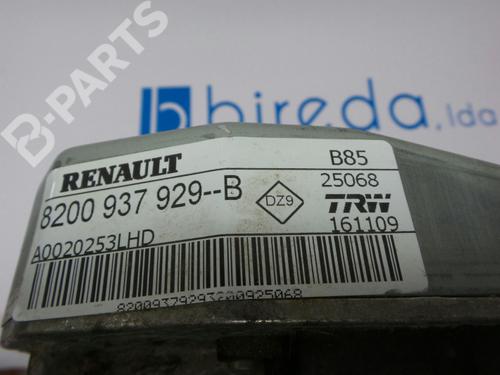 B-PARTS
bireda,lda
RENAULT
8200 937 929--B
A0020253LHD
DZ9
B85
25068
TRW
161109